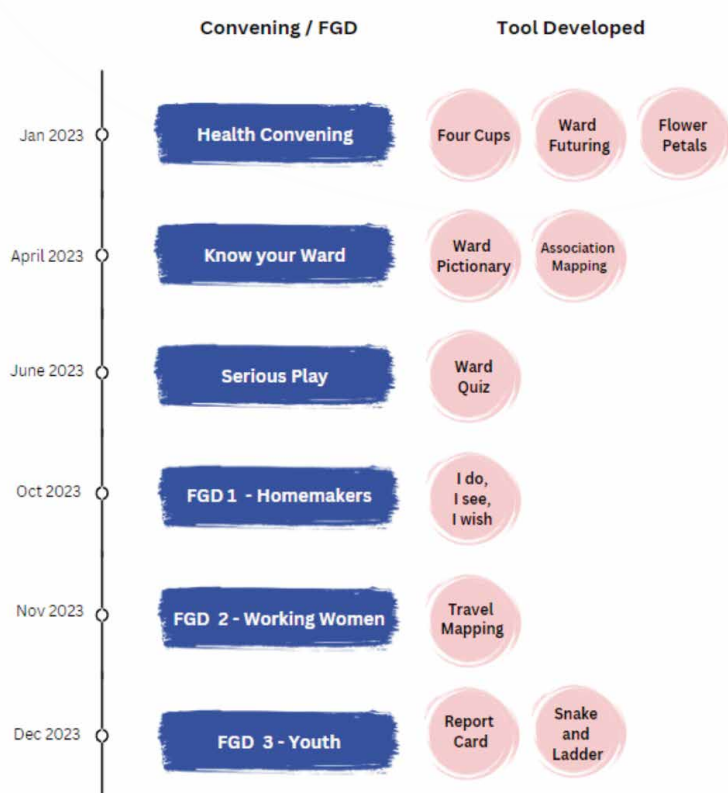 Convening / FGD
Tool Developed
Jan 2023
Health Convening
Four Cups
Ward
Futuring
Flower
Petals
April 2023
Know your Ward
Ward
Pictionary
Association
Mapping
June 2023
Serious Play
Ward
Quiz
Oct 2023
FGD 1 - Homemakers
I do,
I see,
I wish
Nov 2023
FGD 2 - Working Women
Travel
Mapping
Dec 2023
FGD 3 - Youth
Report
Card
Snake
and
Ladder